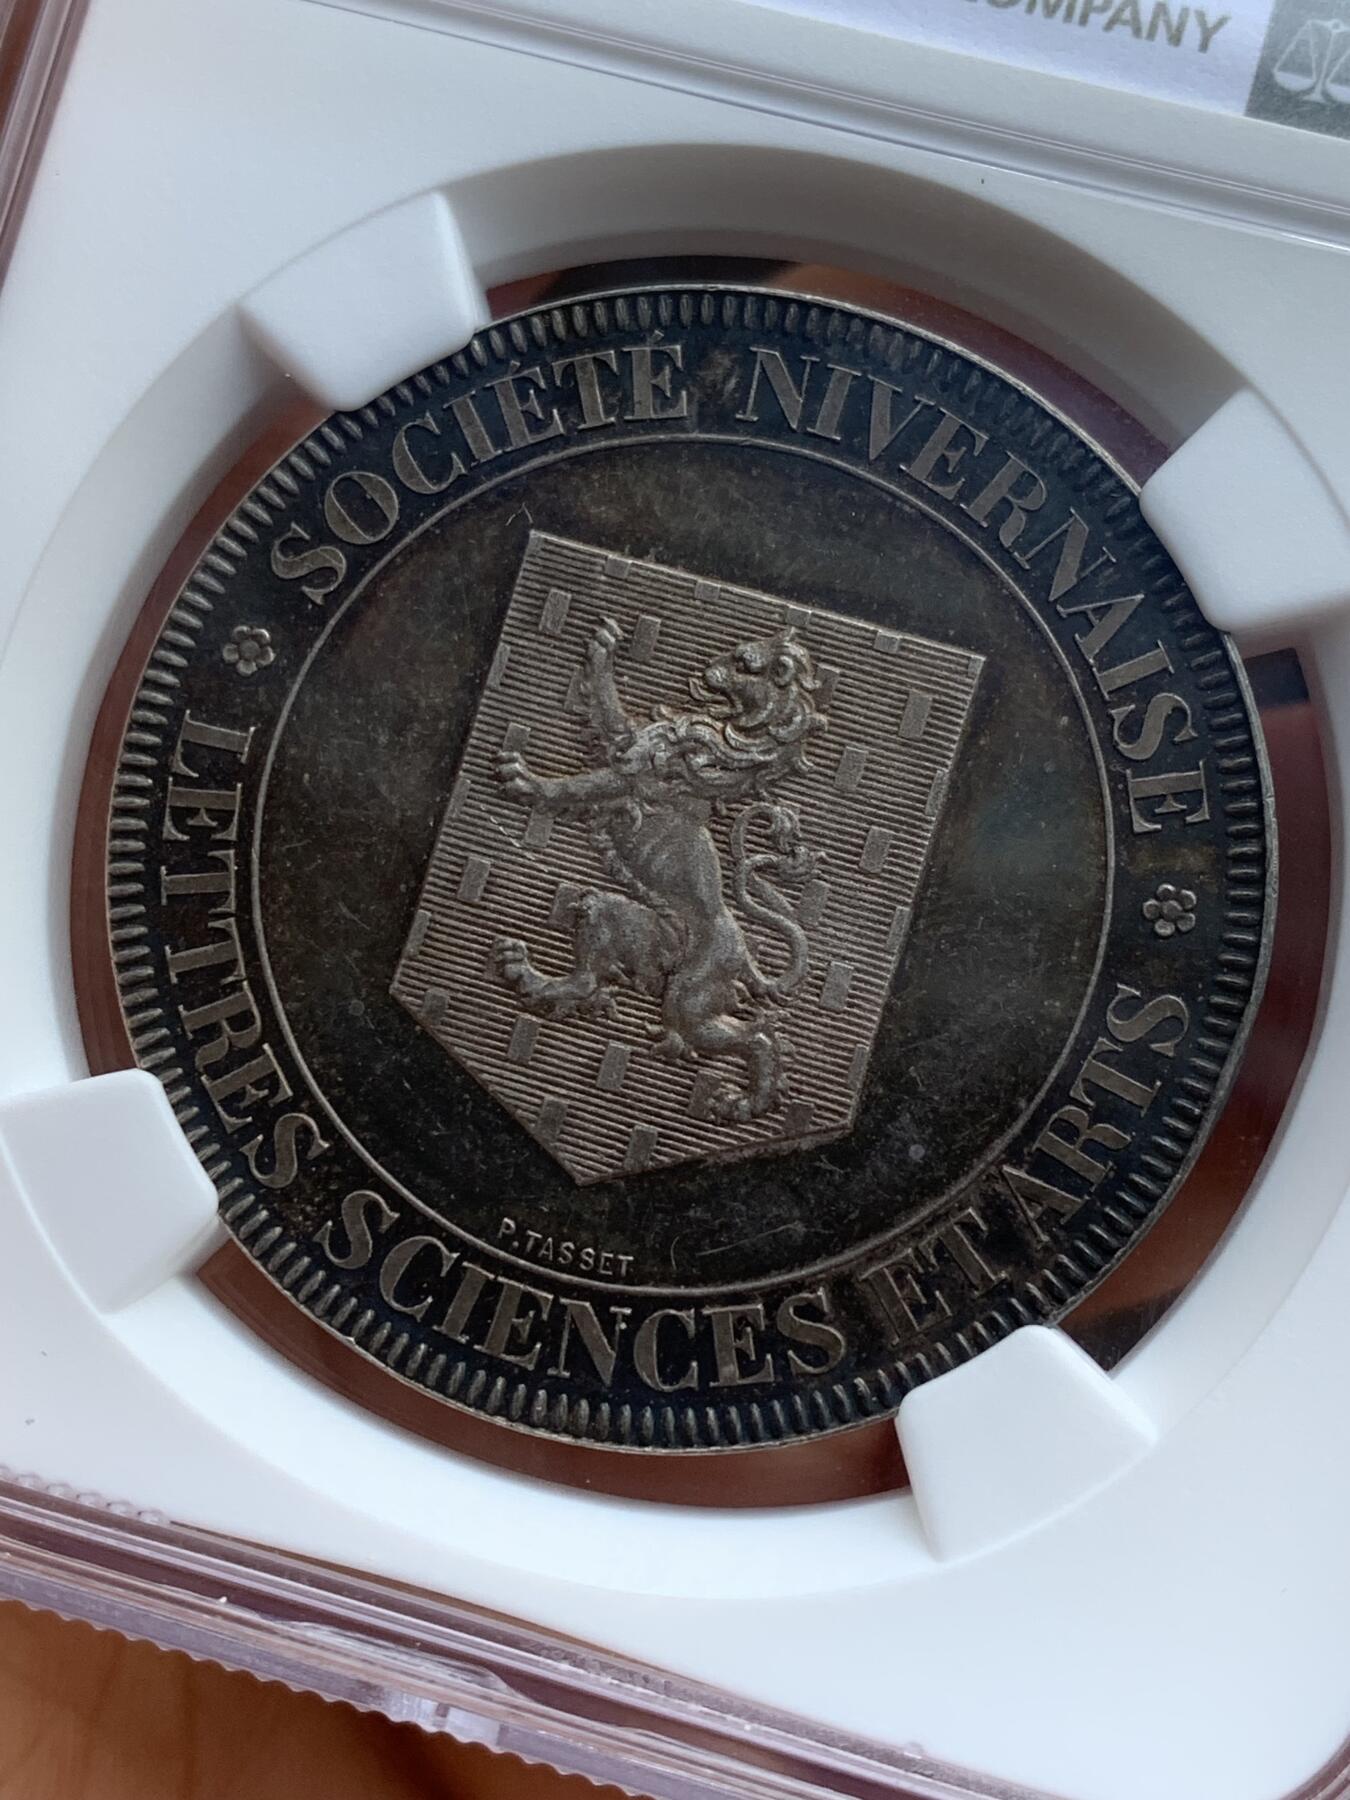 COMPANY
SOCIÉTÉ NIVERNAISE
LETTRES SCIENCES ET ARTS
P. TASSET